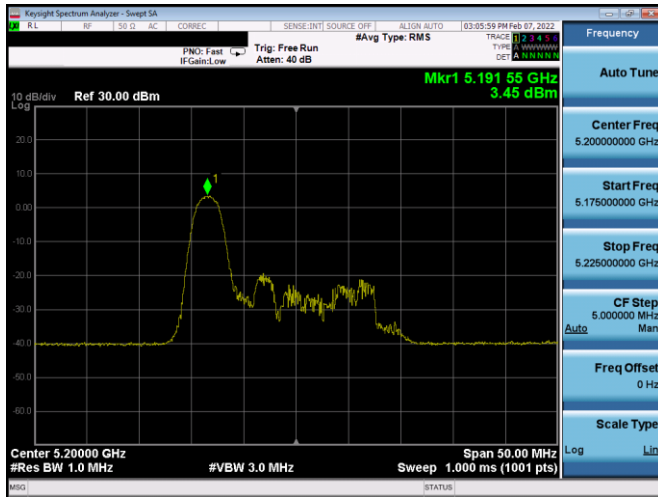 Keysight Spectrum Analyzer - Swept SA
RL RF 50 Ω AC CORREC SENSE:INT SOURCE OFF ALIGN AUTO 03:05:59 PM Feb 07, 2022
#Avg Type: RMS TRACE 1 2 3 4 5 6
PNO: Fast Trig: Free Run TYPE A WWWWW
IFGain:Low Atten: 40 dB DET A N N N N N
Mkr1 5.191 55 GHz
3.45 dBm
10 dB/div Ref 30.00 dBm
Log
20.0
10.0
0.00
-10.0
-20.0
-30.0
-40.0
-50.0
-60.0
1
Center 5.20000 GHz Span 50.00 MHz
#Res BW 1.0 MHz #VBW 3.0 MHz Sweep 1.000 ms (1001 pts)
MSG STATUS
Frequency
Auto Tune
Center Freq
5.200000000 GHz
Start Freq
5.175000000 GHz
Stop Freq
5.225000000 GHz
CF Step
5.000000 MHz
Auto Man
Freq Offset
0 Hz
Scale Type
Log Lin